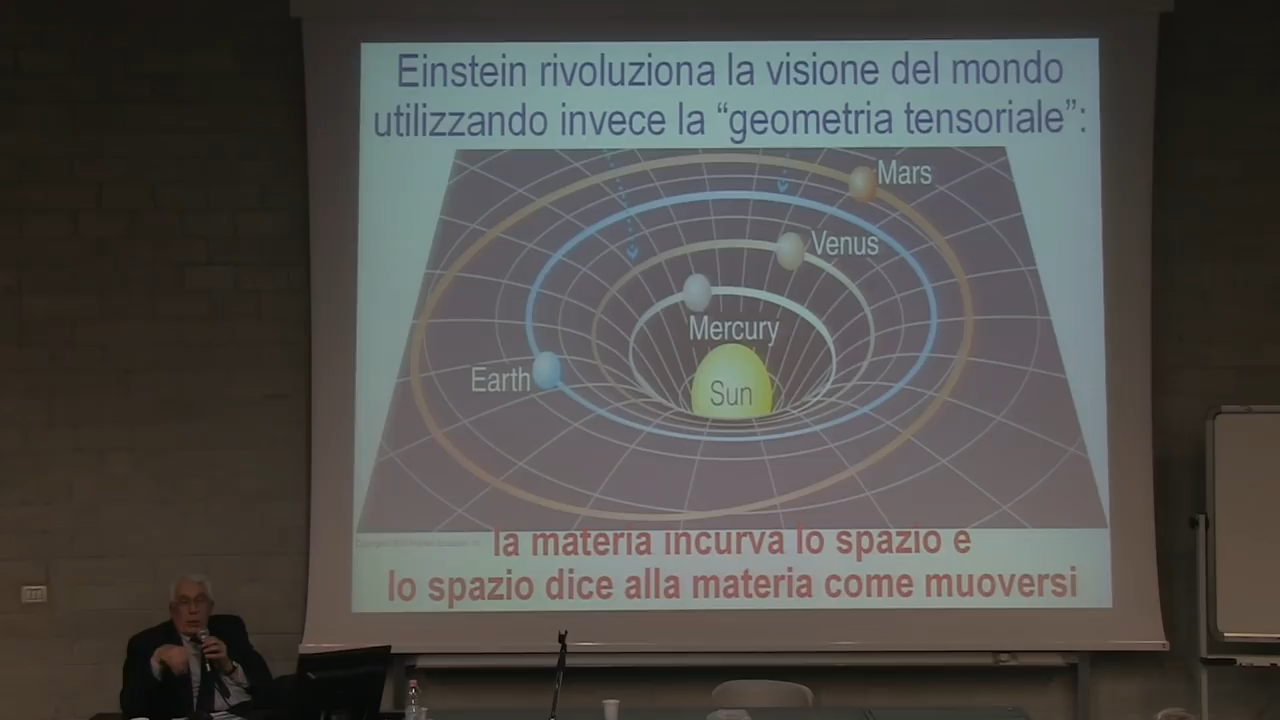 Einstein rivoluziona la visione del mondo
utilizzando invece la “geometria tensoriale”:
Mars
Venus
Mercury
Earth
Sun
la materia incurva lo spazio e
lo spazio dice alla materia come muoversi